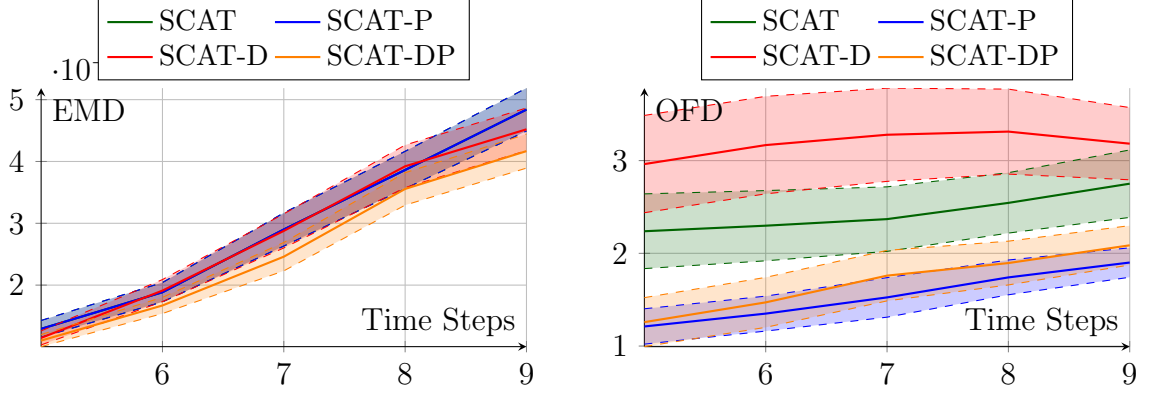 SCAT SCAT-P
SCAT-D SCAT-DP
·10
EMD
5
4
3
2
Time Steps
6 7 8 9
SCAT SCAT-P
SCAT-D SCAT-DP
OFD
3
2
1
Time Steps
6 7 8 9